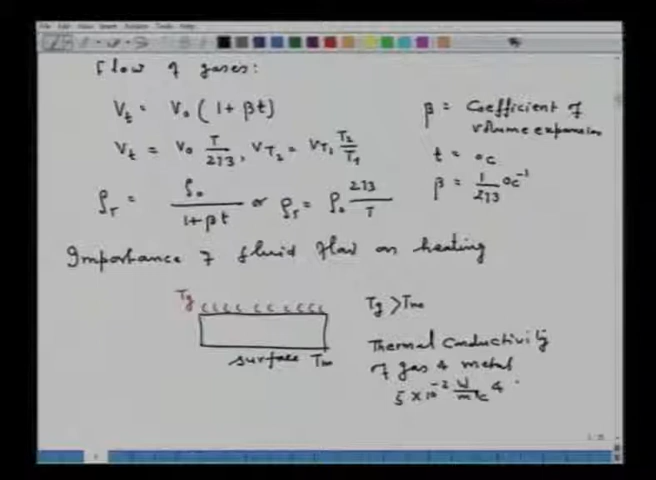 Flow of gases:
Vt = V0 (1 + βt)
β = Coefficient of
volume expansion
Vt = V0 T/273, VT2 = VT1 T2/T1
t = °C
β = 1/273 °C⁻¹
ρT = ρ0/(1+βt) or ρT = ρ0 273/T
Importance of fluid flow on heating
Tg
Tg > Tm
surface Tm
Thermal Conductivity
of gas & metal
5 × 10⁻² W/m°C &